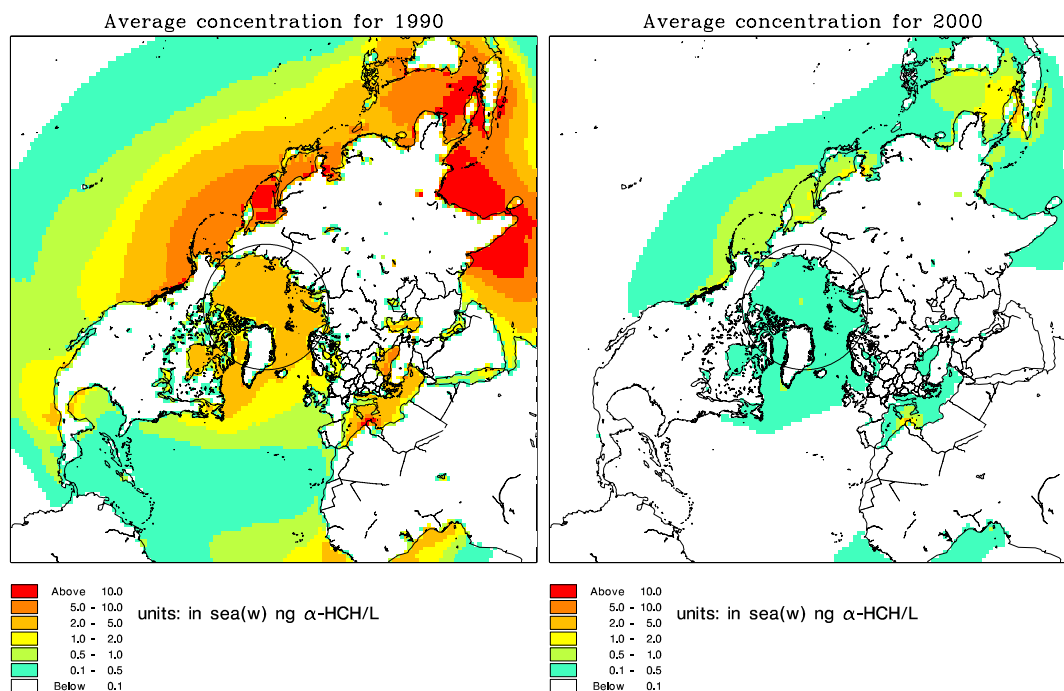 Average concentration for 1990
Average concentration for 2000
Above 10.0
5.0 - 10.0
2.0 - 5.0
1.0 - 2.0
0.5 - 1.0
0.1 - 0.5
Below 0.1
units: in sea(w) ng α-HCH/L
Above 10.0
5.0 - 10.0
2.0 - 5.0
1.0 - 2.0
0.5 - 1.0
0.1 - 0.5
Below 0.1
units: in sea(w) ng α-HCH/L